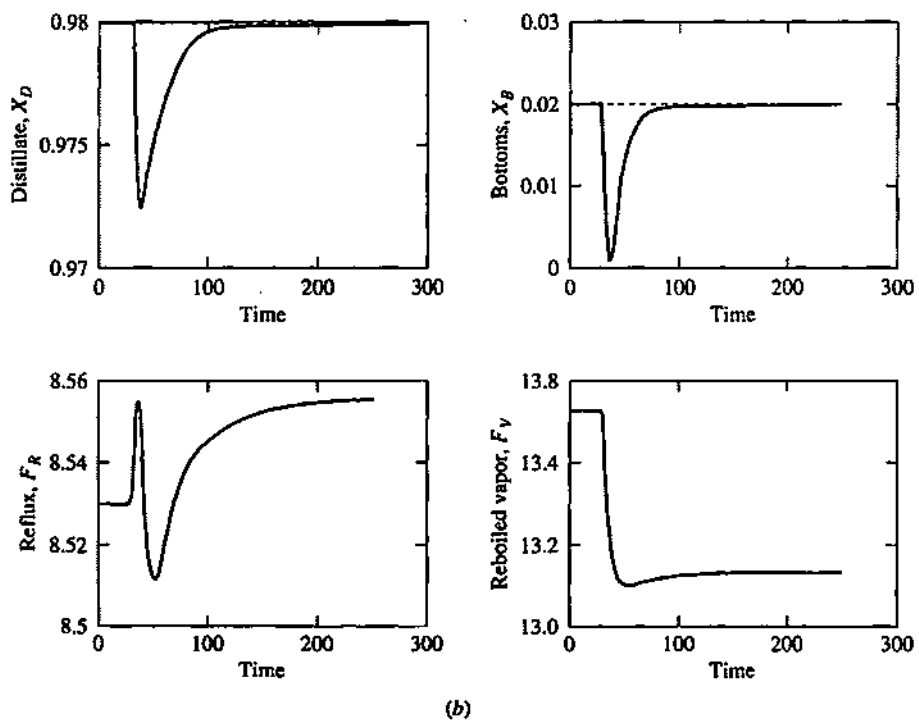 0.98
0.975
0.97
Distillate, X_D
0 100 200 300
Time
0.03
0.02
0.01
0
Bottoms, X_B
0 100 200 300
Time
8.56
8.54
8.52
8.5
Reflux, F_R
0 100 200 300
Time
13.8
13.4
13.2
13.0
Reboiled vapor, F_V
0 100 200 300
Time
(b)